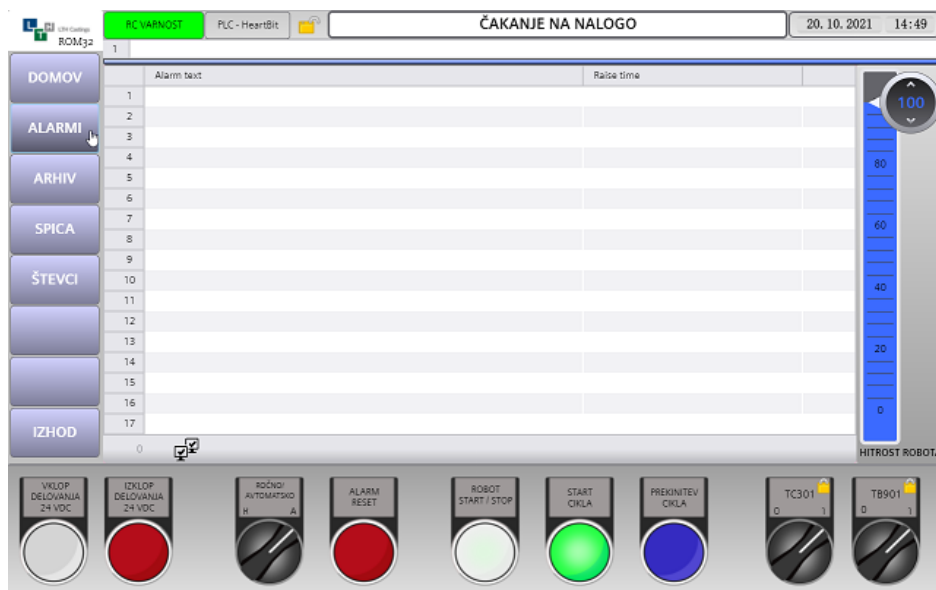 LTH Castings
ROM32
RC VARNOST
PLC - HeartBit
ČAKANJE NA NALOGO
20. 10. 2021 14:49
1
DOMOV
ALARMI
ARHIV
SPICA
ŠTEVCI
IZHOD
Alarm text Raise time
1
2
3
4
5
6
7
8
9
10
11
12
13
14
15
16
17
0
100
80
60
40
20
0
HITROST ROBOTA
VKLOP
DELOVANJA
24 VDC
IZKLOP
DELOVANJA
24 VDC
ROČNO/
AVTOMATSKO
H A
ALARM
RESET
ROBOT
START / STOP
START
CIKLA
PREKINITEV
CIKLA
TC301
0 1
TB901
0 1